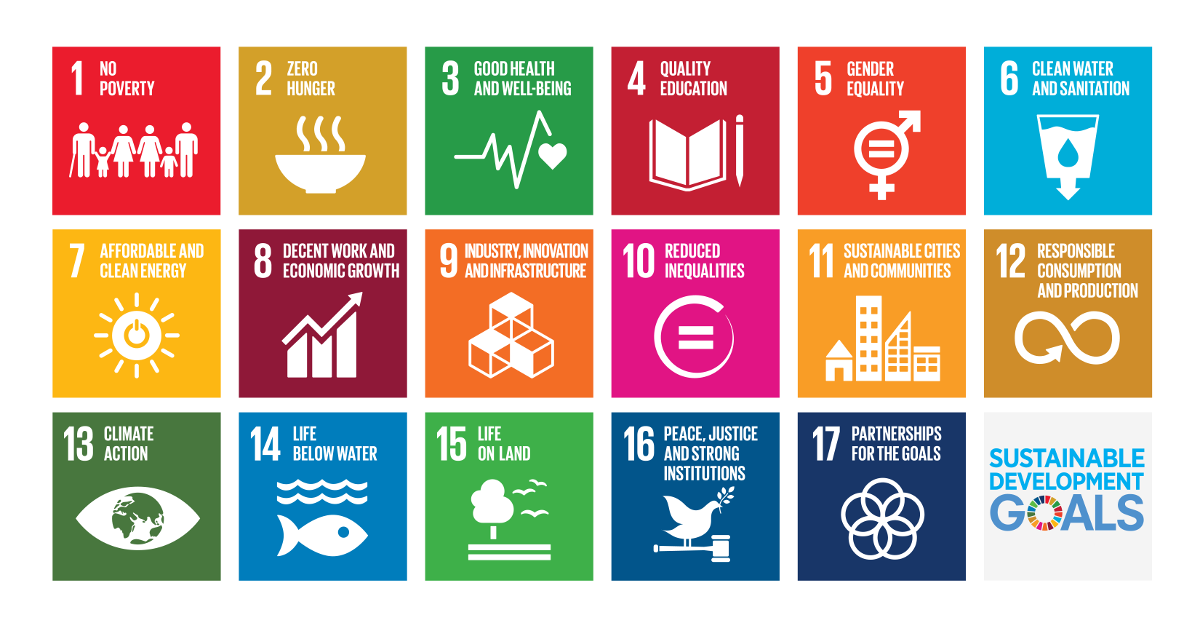 1 NO
POVERTY
2 ZERO
HUNGER
3 GOOD HEALTH
AND WELL-BEING
4 QUALITY
EDUCATION
5 GENDER
EQUALITY
6 CLEAN WATER
AND SANITATION
7 AFFORDABLE AND
CLEAN ENERGY
8 DECENT WORK AND
ECONOMIC GROWTH
9 INDUSTRY, INNOVATION
AND INFRASTRUCTURE
10 REDUCED
INEQUALITIES
11 SUSTAINABLE CITIES
AND COMMUNITIES
12 RESPONSIBLE
CONSUMPTION
AND PRODUCTION
13 CLIMATE
ACTION
14 LIFE
BELOW WATER
15 LIFE
ON LAND
16 PEACE, JUSTICE
AND STRONG
INSTITUTIONS
17 PARTNERSHIPS
FOR THE GOALS
SUSTAINABLE
DEVELOPMENT
GOALS